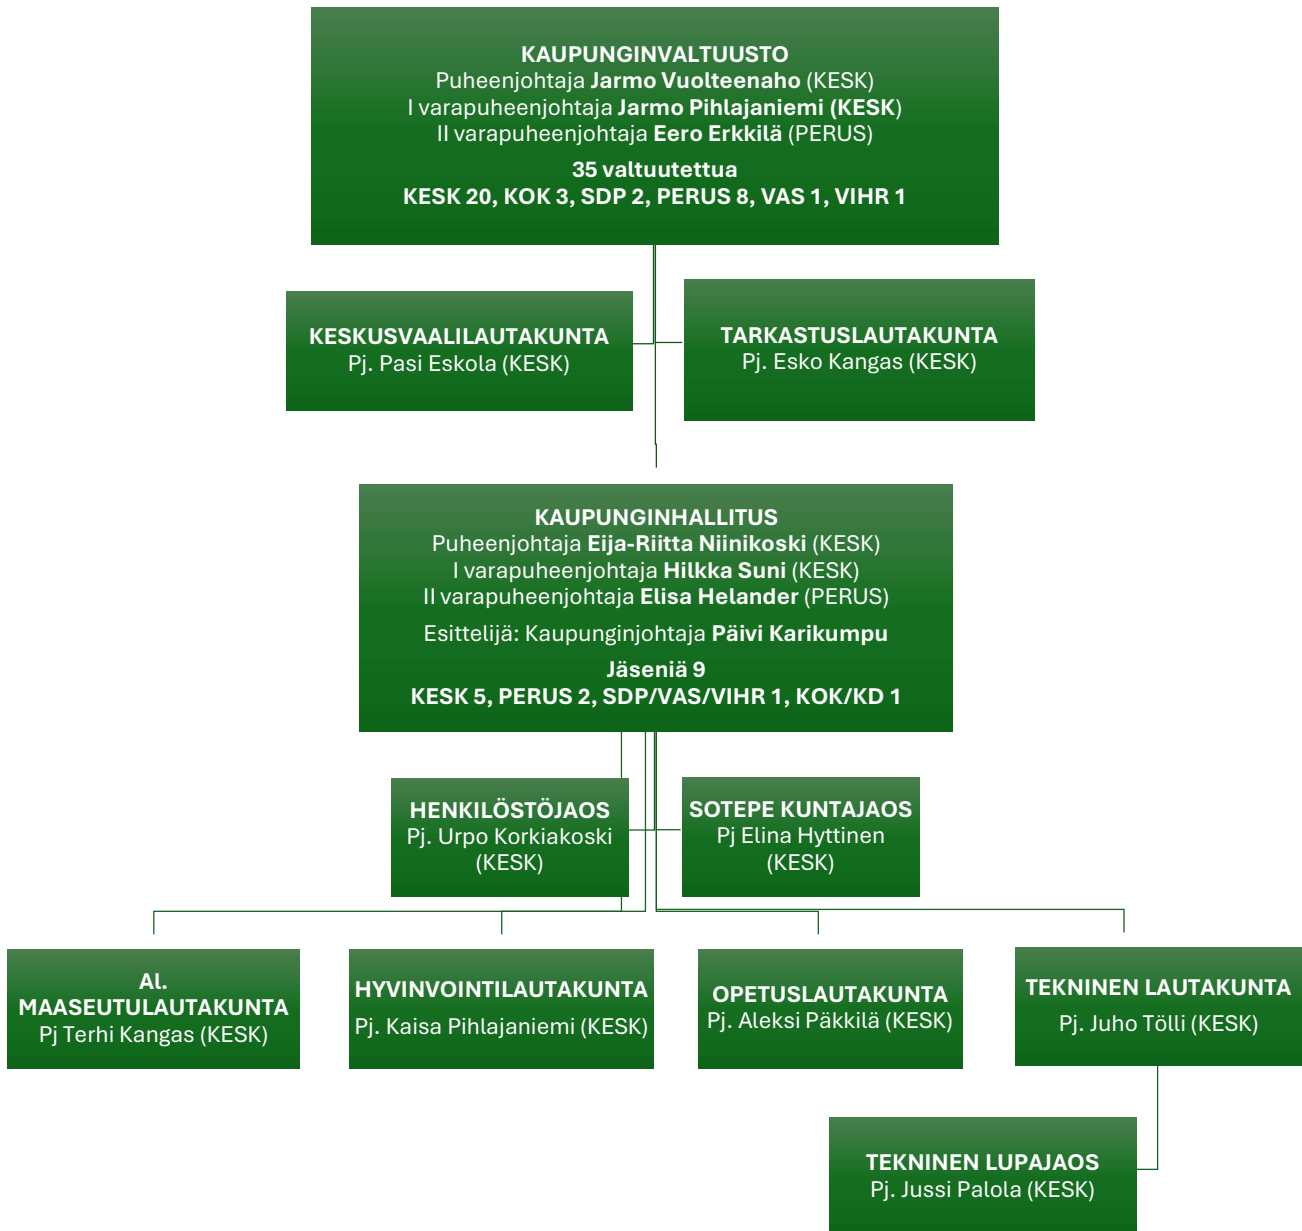 KAUPUNGINVALTUUSTO
Puheenjohtaja Jarmo Vuolteenaho (KESK)
I varapuheenjohtaja Jarmo Pihlajaniemi (KESK)
II varapuheenjohtaja Eero Erkkilä (PERUS)
35 valtuutettua
KESK 20, KOK 3, SDP 2, PERUS 8, VAS 1, VIHR 1
KESKUSVAALILAUTAKUNTA
Pj. Pasi Eskola (KESK)
TARKASTUSLAUTAKUNTA
Pj. Esko Kangas (KESK)
KAUPUNGINHALLITUS
Puheenjohtaja Eija-Riitta Niinikoski (KESK)
I varapuheenjohtaja Hilkka Suni (KESK)
II varapuheenjohtaja Elisa Helander (PERUS)
Esittelijä: Kaupunginjohtaja Päivi Karikumpu
Jäseniä 9
KESK 5, PERUS 2, SDP/VAS/VIHR 1, KOK/KD 1
HENKILÖSTÖJAOS
Pj. Urpo Korkiakoski
(KESK)
SOTEPE KUNTAJAOS
Pj Elina Hyttinen
(KESK)
Al.
MAASEUTULAUTAKUNTA
Pj Terhi Kangas (KESK)
HYVINVOINTILAUTAKUNTA
Pj. Kaisa Pihlajaniemi (KESK)
OPETUSLAUTAKUNTA
Pj. Aleksi Päkkilä (KESK)
TEKNINEN LAUTAKUNTA
Pj. Juho Tölli (KESK)
TEKNINEN LUPAJAOS
Pj. Jussi Palola (KESK)